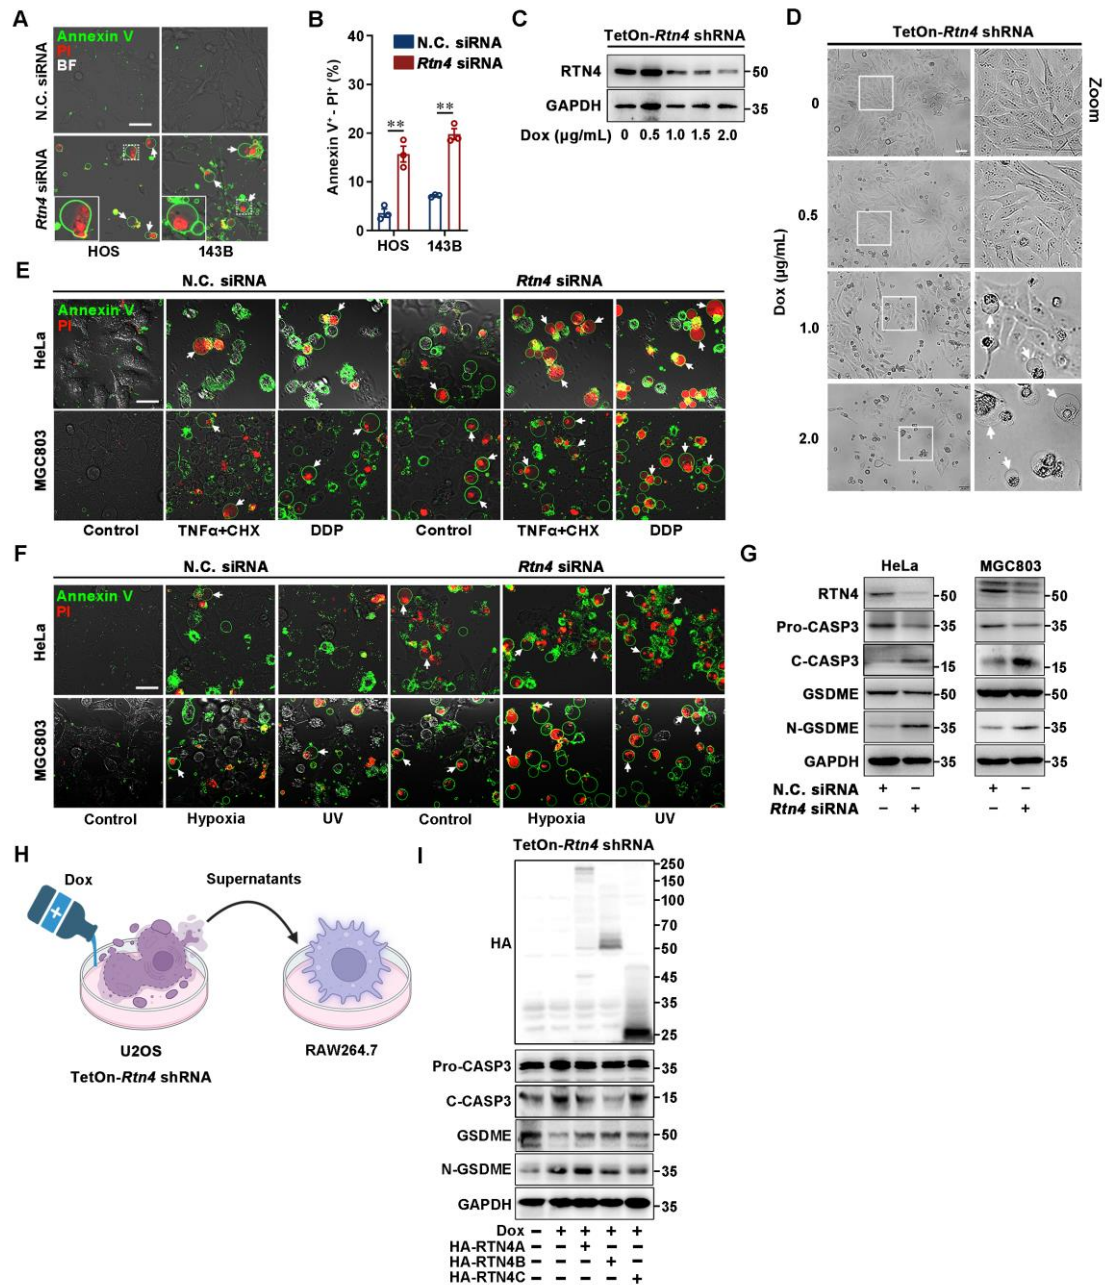 A
Annexin V
PI
BF
N.C. siRNA
Rtn4 siRNA
HOS
143B
B
N.C. siRNA
Rtn4 siRNA
Annexin V⁺ - PI⁺ (%)
40
30
20
10
0
**
**
HOS
143B
C
TetOn-Rtn4 shRNA
RTN4
50
GAPDH
35
Dox (μg/mL) 0 0.5 1.0 1.5 2.0
D
TetOn-Rtn4 shRNA
Zoom
Dox (μg/mL)
0
0.5
1.0
2.0
E
N.C. siRNA
Rtn4 siRNA
Annexin V
PI
HeLa
MGC803
Control TNFα+CHX DDP Control TNFα+CHX DDP
F
N.C. siRNA
Rtn4 siRNA
Annexin V
PI
HeLa
MGC803
Control Hypoxia UV Control Hypoxia UV
G
HeLa MGC803
RTN4 50 50
Pro-CASP3 35 35
C-CASP3 15 15
GSDME 50 50
N-GSDME 35 35
GAPDH 35 35
N.C. siRNA + − + −
Rtn4 siRNA − + − +
H
Dox
Supernatants
U2OS
RAW264.7
TetOn-Rtn4 shRNA
I
TetOn-Rtn4 shRNA
250
150
100
70
HA 50
45
35
25
Pro-CASP3 35
C-CASP3 15
GSDME 50
N-GSDME 35
GAPDH 35
Dox − + + + +
HA-RTN4A − − + − −
HA-RTN4B − − − + −
HA-RTN4C − − − − +